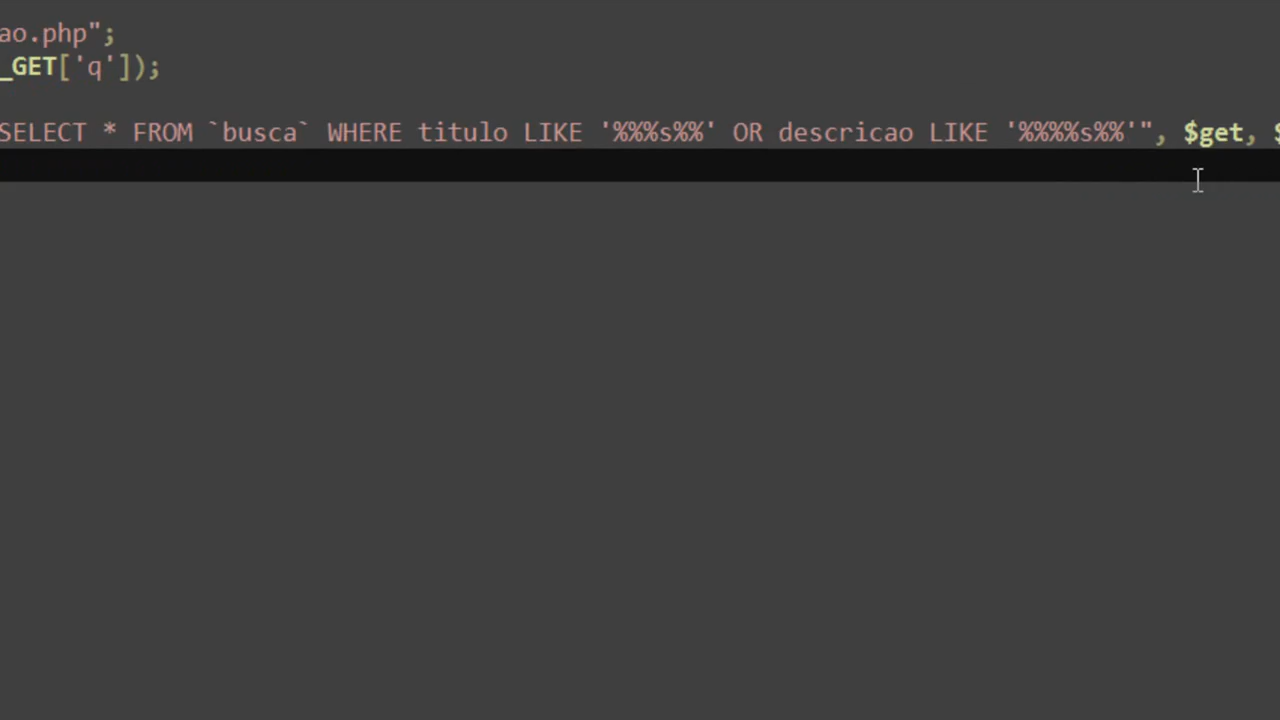 ao.php";
_GET['q']);
SELECT * FROM `busca` WHERE titulo LIKE '%%%s%%' OR descricao LIKE '%%%%s%%'", $get, $